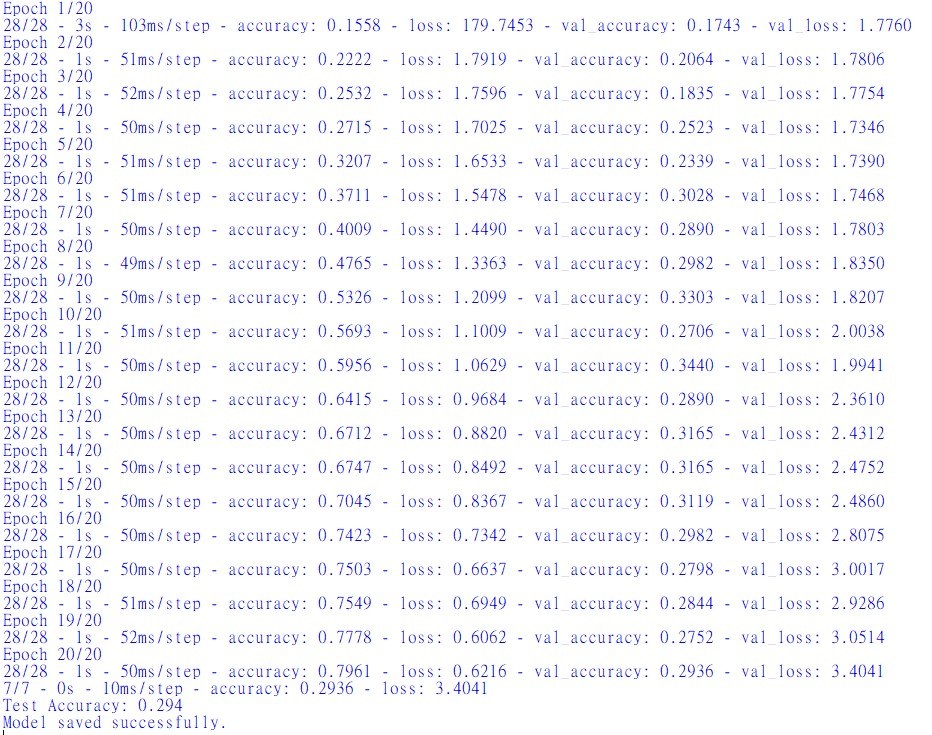 Epoch 1/20
28/28 - 3s - 103ms/step - accuracy: 0.1558 - loss: 179.7453 - val_accuracy: 0.1743 - val_loss: 1.7760
Epoch 2/20
28/28 - 1s - 51ms/step - accuracy: 0.2222 - loss: 1.7919 - val_accuracy: 0.2064 - val_loss: 1.7806
Epoch 3/20
28/28 - 1s - 52ms/step - accuracy: 0.2532 - loss: 1.7596 - val_accuracy: 0.1835 - val_loss: 1.7754
Epoch 4/20
28/28 - 1s - 50ms/step - accuracy: 0.2715 - loss: 1.7025 - val_accuracy: 0.2523 - val_loss: 1.7346
Epoch 5/20
28/28 - 1s - 51ms/step - accuracy: 0.3207 - loss: 1.6533 - val_accuracy: 0.2339 - val_loss: 1.7390
Epoch 6/20
28/28 - 1s - 51ms/step - accuracy: 0.3711 - loss: 1.5478 - val_accuracy: 0.3028 - val_loss: 1.7468
Epoch 7/20
28/28 - 1s - 50ms/step - accuracy: 0.4009 - loss: 1.4490 - val_accuracy: 0.2890 - val_loss: 1.7803
Epoch 8/20
28/28 - 1s - 49ms/step - accuracy: 0.4765 - loss: 1.3363 - val_accuracy: 0.2982 - val_loss: 1.8350
Epoch 9/20
28/28 - 1s - 50ms/step - accuracy: 0.5326 - loss: 1.2099 - val_accuracy: 0.3303 - val_loss: 1.8207
Epoch 10/20
28/28 - 1s - 51ms/step - accuracy: 0.5693 - loss: 1.1009 - val_accuracy: 0.2706 - val_loss: 2.0038
Epoch 11/20
28/28 - 1s - 50ms/step - accuracy: 0.5956 - loss: 1.0629 - val_accuracy: 0.3440 - val_loss: 1.9941
Epoch 12/20
28/28 - 1s - 50ms/step - accuracy: 0.6415 - loss: 0.9684 - val_accuracy: 0.2890 - val_loss: 2.3610
Epoch 13/20
28/28 - 1s - 50ms/step - accuracy: 0.6712 - loss: 0.8820 - val_accuracy: 0.3165 - val_loss: 2.4312
Epoch 14/20
28/28 - 1s - 50ms/step - accuracy: 0.6747 - loss: 0.8492 - val_accuracy: 0.3165 - val_loss: 2.4752
Epoch 15/20
28/28 - 1s - 50ms/step - accuracy: 0.7045 - loss: 0.8367 - val_accuracy: 0.3119 - val_loss: 2.4860
Epoch 16/20
28/28 - 1s - 50ms/step - accuracy: 0.7423 - loss: 0.7342 - val_accuracy: 0.2982 - val_loss: 2.8075
Epoch 17/20
28/28 - 1s - 50ms/step - accuracy: 0.7503 - loss: 0.6637 - val_accuracy: 0.2798 - val_loss: 3.0017
Epoch 18/20
28/28 - 1s - 51ms/step - accuracy: 0.7549 - loss: 0.6949 - val_accuracy: 0.2844 - val_loss: 2.9286
Epoch 19/20
28/28 - 1s - 52ms/step - accuracy: 0.7778 - loss: 0.6062 - val_accuracy: 0.2752 - val_loss: 3.0514
Epoch 20/20
28/28 - 1s - 50ms/step - accuracy: 0.7961 - loss: 0.6216 - val_accuracy: 0.2936 - val_loss: 3.4041
7/7 - 0s - 10ms/step - accuracy: 0.2936 - loss: 3.4041
Test Accuracy: 0.294
Model saved successfully.